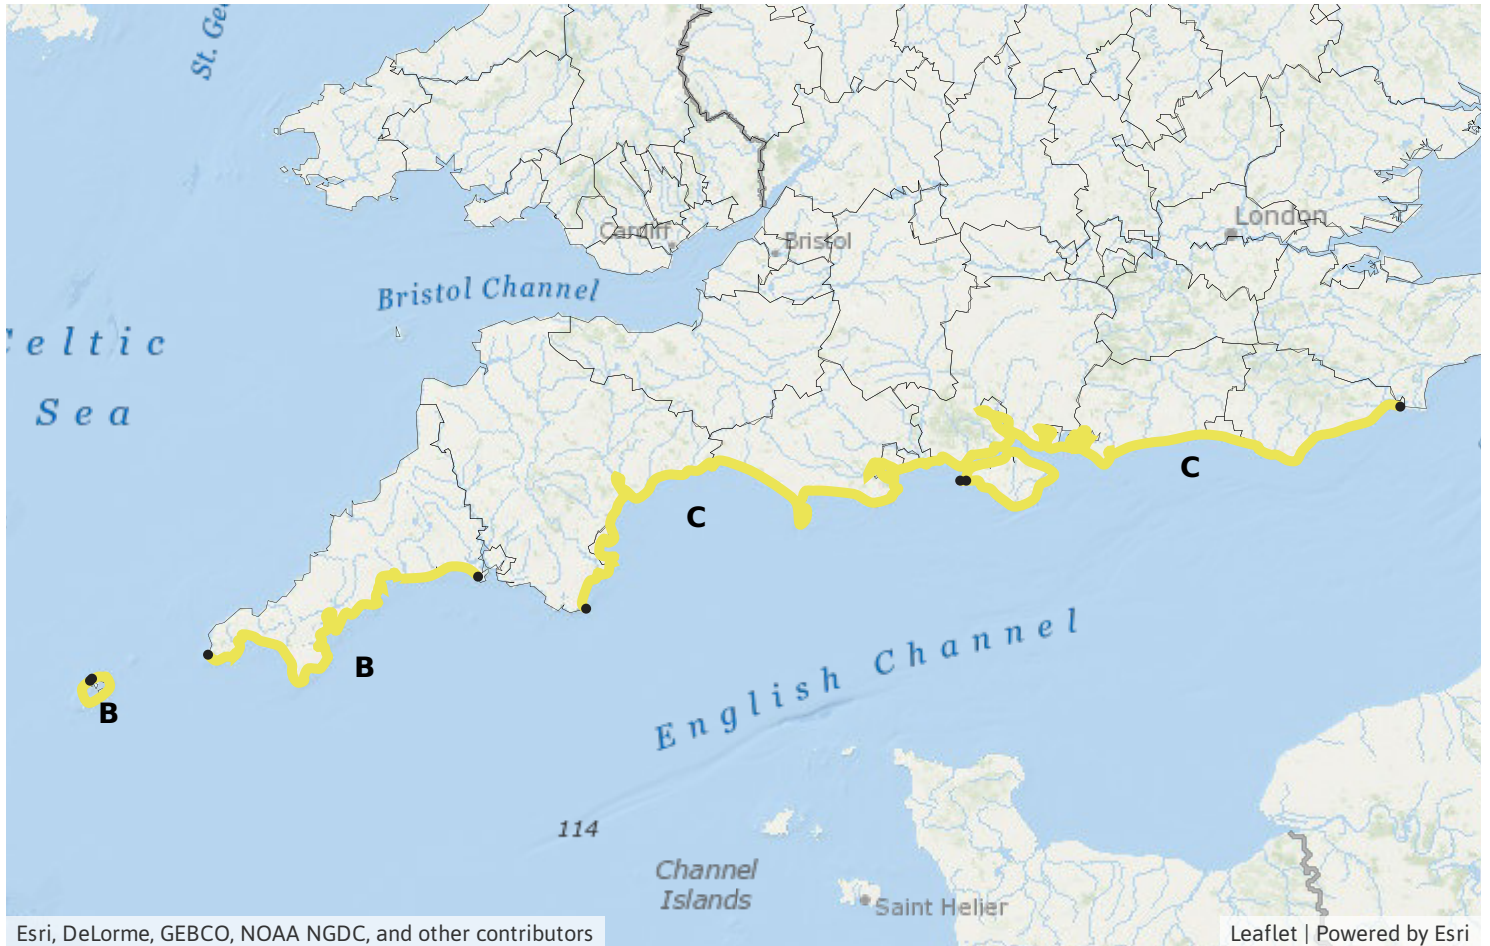 St. Ge
Cardiff
Bristol
London
Bristol Channel
eltic
Sea
C
C
B
B
English Channel
114
Channel
Islands
Saint Helier
Esri, DeLorme, GEBCO, NOAA NGDC, and other contributors
Leaflet | Powered by Esri